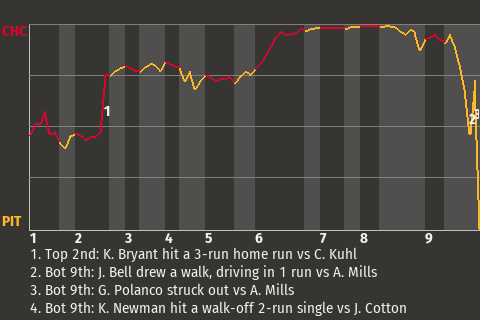 CHC
1
2
PIT
1 2 3 4 5 6 7 8 9
1. Top 2nd: K. Bryant hit a 3-run home run vs C. Kuhl
2. Bot 9th: J. Bell drew a walk, driving in 1 run vs A. Mills
3. Bot 9th: G. Polanco struck out vs A. Mills
4. Bot 9th: K. Newman hit a walk-off 2-run single vs J. Cotton